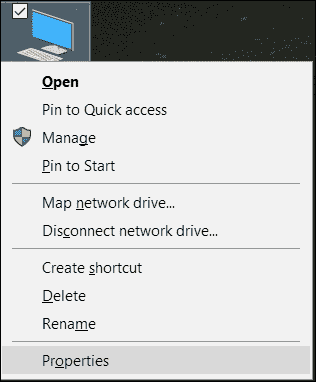 Open
Pin to Quick access
Manage
Pin to Start
Map network drive...
Disconnect network drive...
Create shortcut
Delete
Rename
Properties